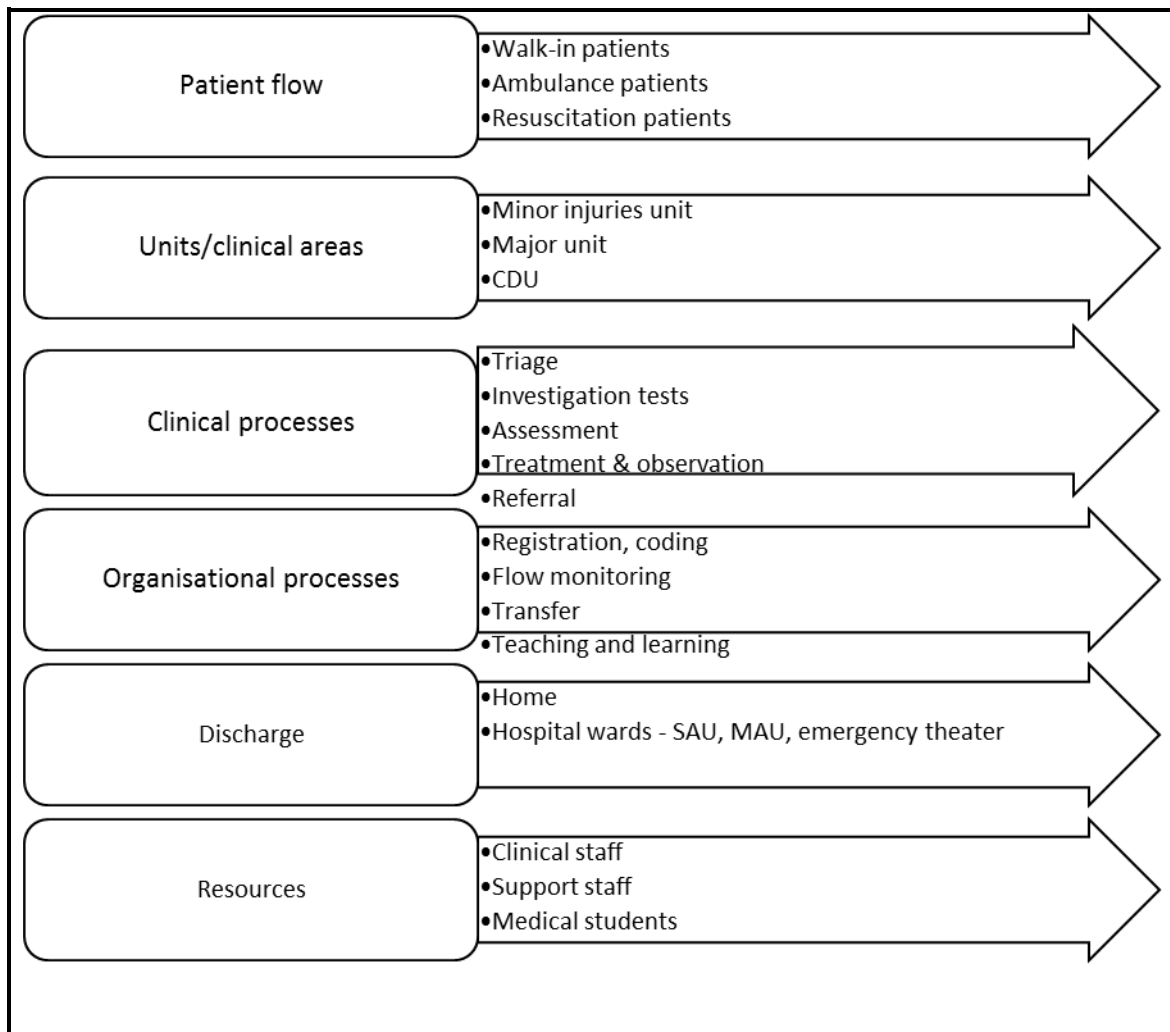 Patient flow
•Walk-in patients
•Ambulance patients
•Resuscitation patients
Units/clinical areas
•Minor injuries unit
•Major unit
•CDU
Clinical processes
•Triage
•Investigation tests
•Assessment
•Treatment & observation
•Referral
Organisational processes
•Registration, coding
•Flow monitoring
•Transfer
•Teaching and learning
Discharge
•Home
•Hospital wards - SAU, MAU, emergency theater
Resources
•Clinical staff
•Support staff
•Medical students